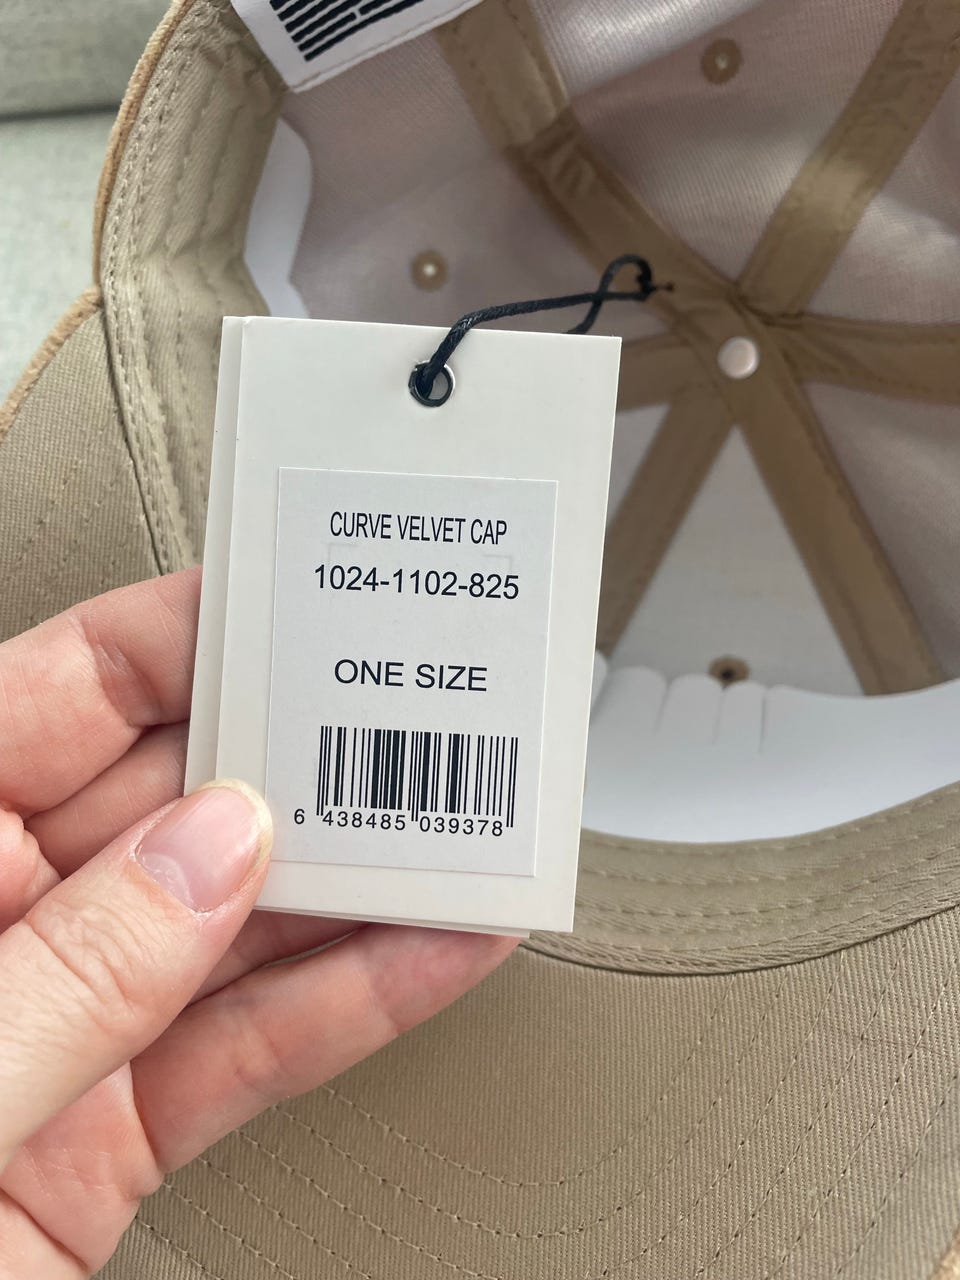 CURVE VELVET CAP
1024-1102-825
ONE SIZE
6 438485 039378